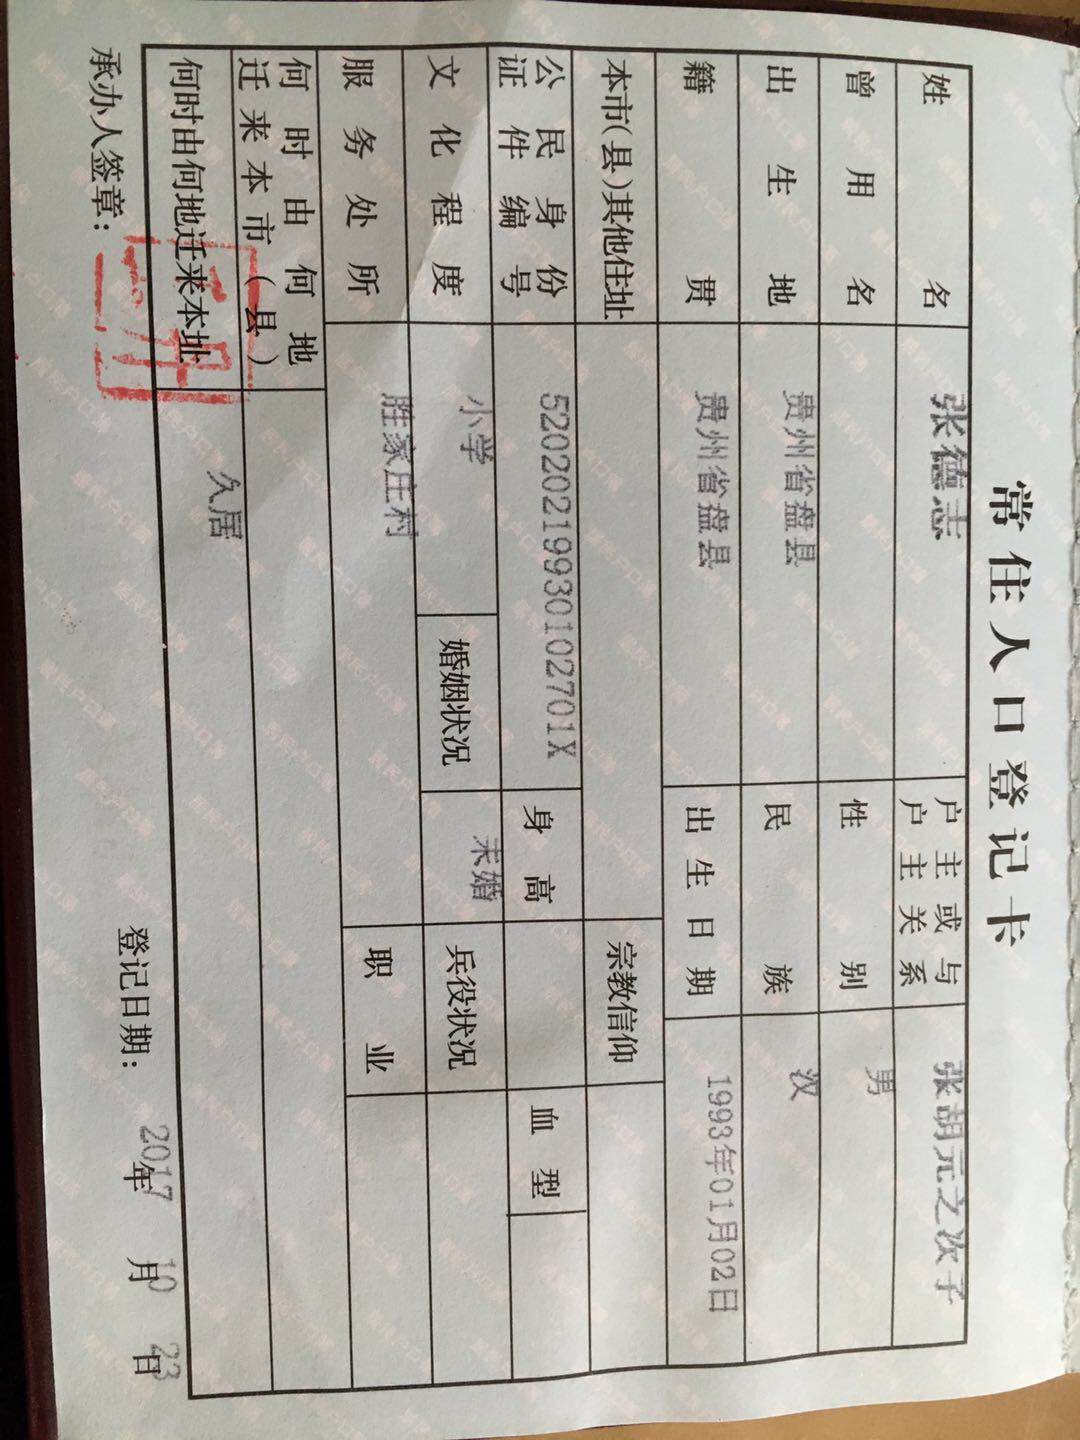 常住人口登记卡
姓名 张德志 户主或与户主关系 张胡元之次子
曾用名 性别 男
出生地 贵州省盘县 民族 汉
籍贯 贵州省盘县 出生日期 1993年01月02日
本市(县)其他住址 宗教信仰
公民身份证件编号 52020219930102701X 身高 血型
文化程度 小学 婚姻状况 未婚 兵役状况
服务处所 胜家庄村 职业
何时由何地迁来本市(县)
何时由何地迁来本址 久居
承办人签章： 登记日期： 2017年10月23日